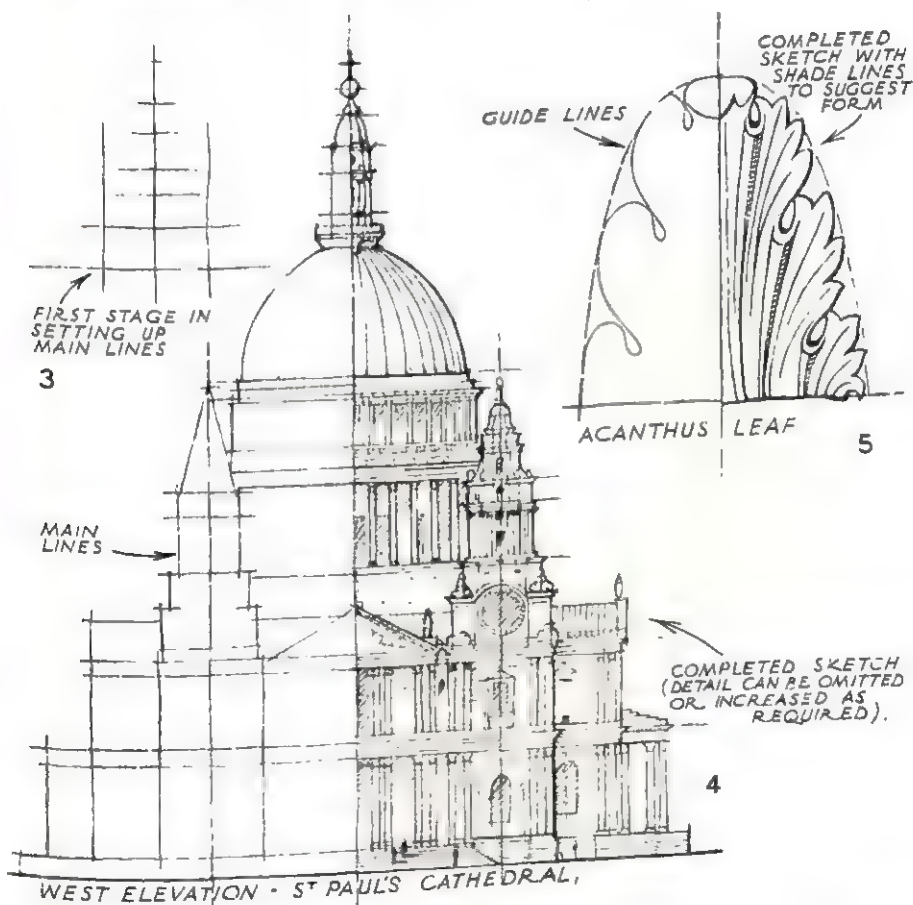 COMPLETED
SKETCH WITH
SHADE LINES
TO SUGGEST
FORM
GUIDE LINES
FIRST STAGE IN
SETTING UP
MAIN LINES
3
ACANTHUS LEAF
5
MAIN
LINES
COMPLETED SKETCH
(DETAIL CAN BE OMITTED
OR INCREASED AS
REQUIRED).
4
WEST ELEVATION · ST PAUL'S CATHEDRAL,